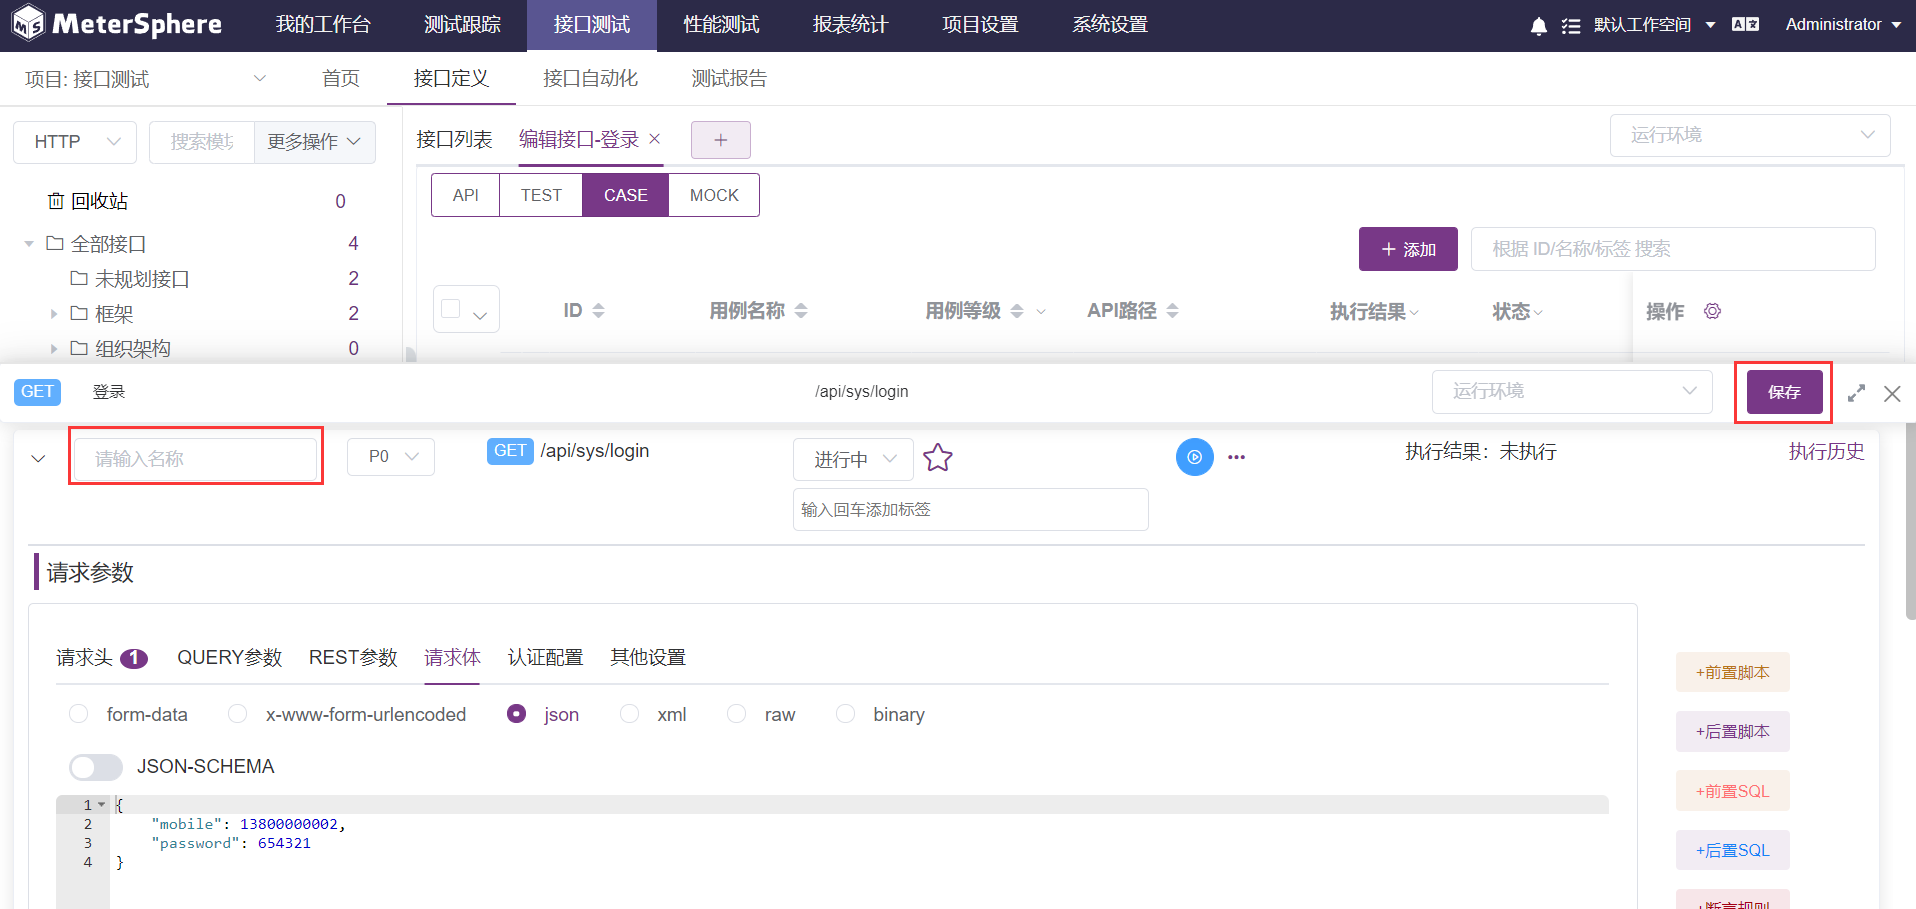 MS MeterSphere 我的工作台 测试跟踪 接口测试 性能测试 报表统计 项目设置 系统设置 默认工作空间 Administrator
项目: 接口测试 首页 接口定义 接口自动化 测试报告
HTTP 搜索模块 更多操作 接口列表 编辑接口-登录 运行环境
API TEST CASE MOCK
回收站 0
全部接口 4
添加 根据 ID/名称/标签 搜索
未规划接口 2
框架 2
ID 用例名称 用例等级 API路径 执行结果 状态 操作
组织架构 0
GET 登录 /api/sys/login 运行环境 保存
请输入名称 P0 GET /api/sys/login 进行中 执行结果：未执行 执行历史
输入回车添加标签
请求参数
请求头 1 QUERY参数 REST参数 请求体 认证配置 其他设置
form-data x-www-form-urlencoded json xml raw binary
JSON-SCHEMA
1 {
2 "mobile": 13800000002,
3 "password": 654321
4 }
+前置脚本
+后置脚本
+前置SQL
+后置SQL
+断言规则